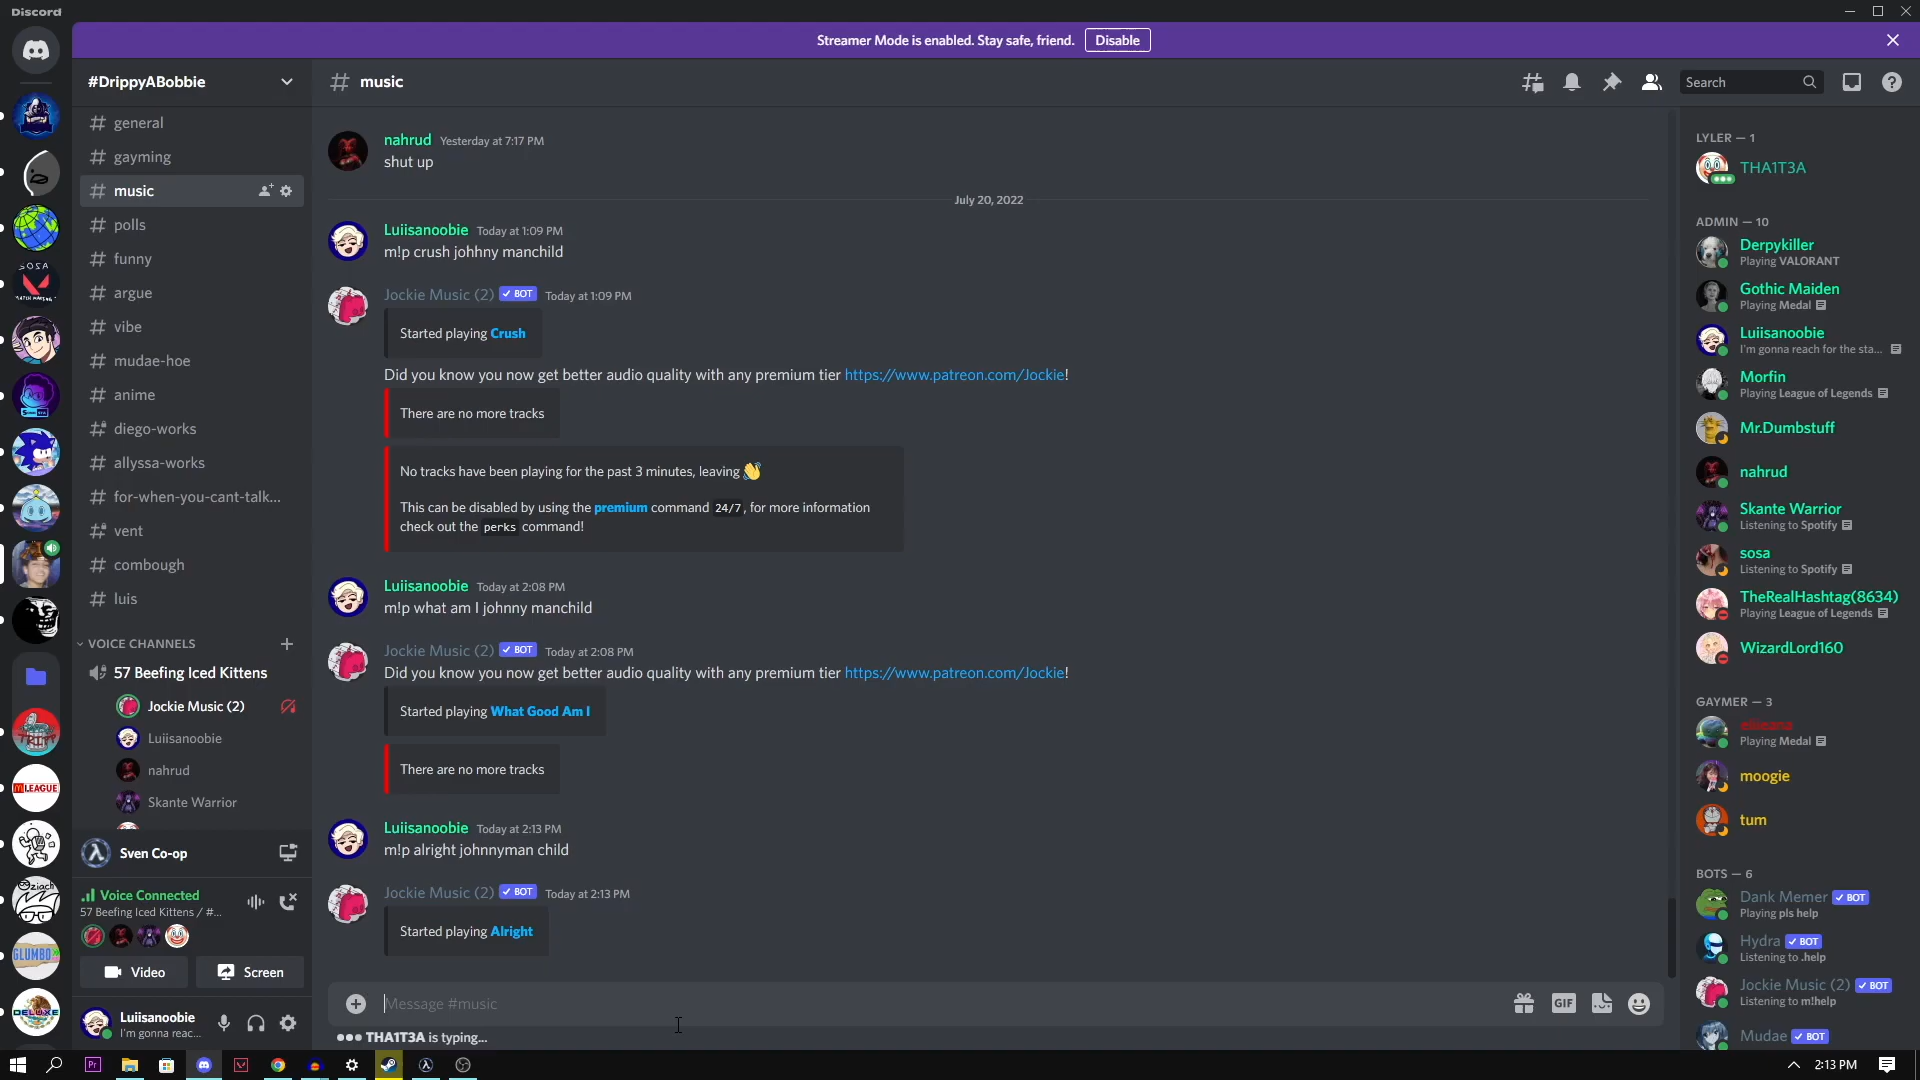 Discord
Streamer Mode is enabled. Stay safe, friend.
Disable
#DrippyABobbie
general
gayming
music
polls
funny
argue
vibe
mudae-hoe
anime
diego-works
allyssa-works
for-when-you-cant-talk...
vent
combough
luis
VOICE CHANNELS
57 Beefing Iced Kittens
Jockie Music (2)
Luiisanoobie
nahrud
Skante Warrior
Sven Co-op
Voice Connected
57 Beefing Iced Kittens / #...
Video
Screen
Luiisanoobie
I'm gonna reac...
music
Search
nahrud Yesterday at 7:17 PM
shut up
July 20, 2022
Luiisanoobie Today at 1:09 PM
m!p crush johhny manchild
Jockie Music (2) BOT Today at 1:09 PM
Started playing Crush
Did you know you now get better audio quality with any premium tier https://www.patreon.com/Jockie!
There are no more tracks
No tracks have been playing for the past 3 minutes, leaving 👋
This can be disabled by using the premium command 24/7, for more information
check out the perks command!
Luiisanoobie Today at 2:08 PM
m!p what am I johnny manchild
Jockie Music (2) BOT Today at 2:08 PM
Did you know you now get better audio quality with any premium tier https://www.patreon.com/Jockie!
Started playing What Good Am I
There are no more tracks
Luiisanoobie Today at 2:13 PM
m!p alright johnnyman child
Jockie Music (2) BOT Today at 2:13 PM
Started playing Alright
Message #music
GIF
THA1T3A is typing...
LYLER — 1
THA1T3A
ADMIN — 10
Derpykiller
Playing VALORANT
Gothic Maiden
Playing Medal
Luiisanoobie
I'm gonna reach for the sta...
Morfin
Playing League of Legends
Mr.Dumbstuff
nahrud
Skante Warrior
Listening to Spotify
sosa
Listening to Spotify
TheRealHashtag(8634)
Playing League of Legends
WizardLord160
GAYMER — 3
Playing Medal
moogie
tum
BOTS — 6
Dank Memer BOT
Playing pls help
Hydra BOT
Listening to .help
Jockie Music (2) BOT
Listening to m!help
Mudae BOT
SOSA
LEAGUE
ziach
GLUMBO
DELUXE
Pr
2:13 PM